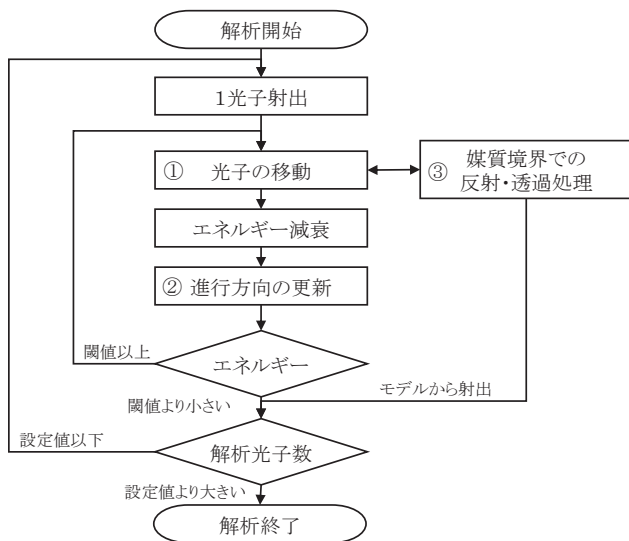 解析開始
1光子射出
① 光子の移動
③ 媒質境界での
反射・透過処理
エネルギー減衰
② 進行方向の更新
閾値以上
エネルギー
モデルから射出
閾値より小さい
設定値以下
解析光子数
設定値より大きい
解析終了